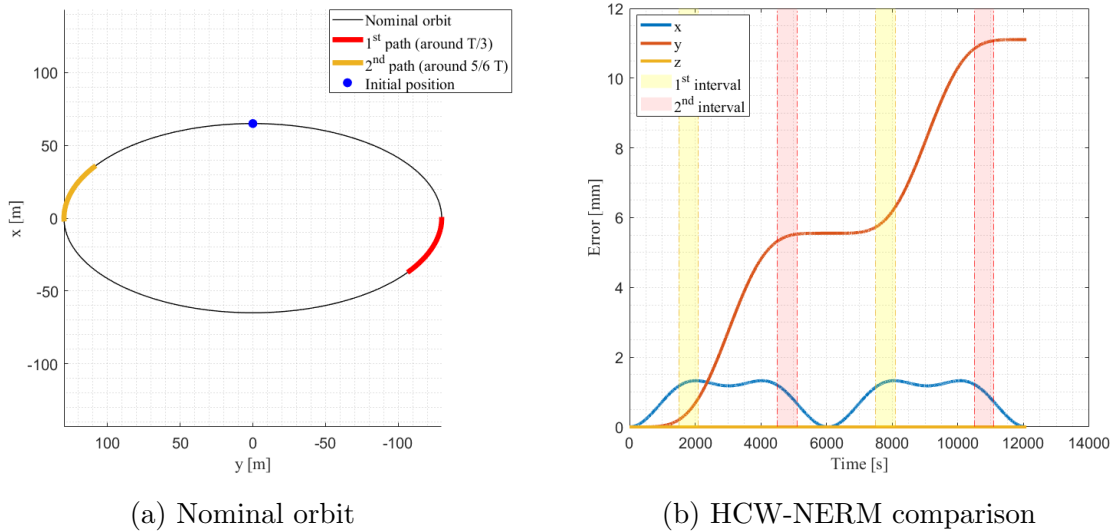 Nominal orbit
1st path (around T/3)
2nd path (around 5/6 T)
Initial position
100
50
0
-50
-100
x [m]
100
50
0
-50
-100
y [m]
(a) Nominal orbit
x
y
z
1st interval
2nd interval
12
10
8
6
4
2
0
Error [mm]
0
2000
4000
6000
8000
10000
12000
14000
Time [s]
(b) HCW-NERM comparison